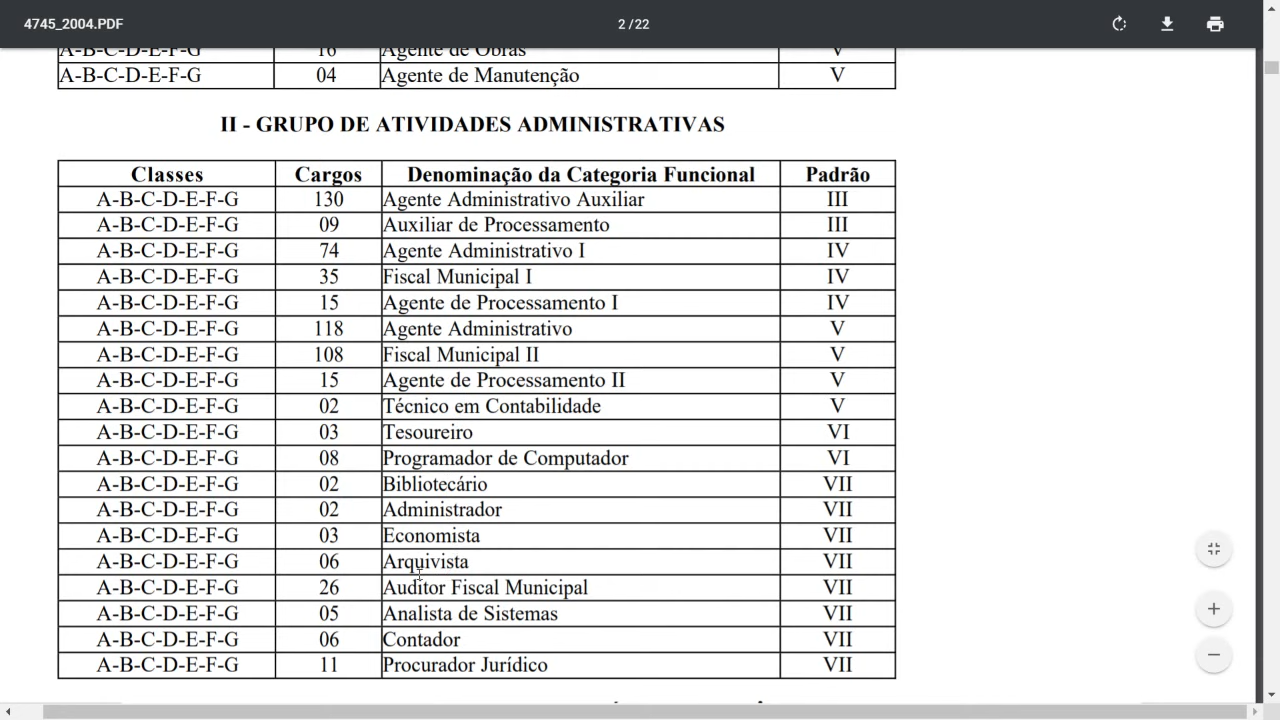 4745_2004.PDF 2 / 22
A-B-C-D-E-F-G 16 Agente de Obras V
A-B-C-D-E-F-G 04 Agente de Manutenção V
II - GRUPO DE ATIVIDADES ADMINISTRATIVAS
Classes Cargos Denominação da Categoria Funcional Padrão
A-B-C-D-E-F-G 130 Agente Administrativo Auxiliar III
A-B-C-D-E-F-G 09 Auxiliar de Processamento III
A-B-C-D-E-F-G 74 Agente Administrativo I IV
A-B-C-D-E-F-G 35 Fiscal Municipal I IV
A-B-C-D-E-F-G 15 Agente de Processamento I IV
A-B-C-D-E-F-G 118 Agente Administrativo V
A-B-C-D-E-F-G 108 Fiscal Municipal II V
A-B-C-D-E-F-G 15 Agente de Processamento II V
A-B-C-D-E-F-G 02 Técnico em Contabilidade V
A-B-C-D-E-F-G 03 Tesoureiro VI
A-B-C-D-E-F-G 08 Programador de Computador VI
A-B-C-D-E-F-G 02 Bibliotecário VII
A-B-C-D-E-F-G 02 Administrador VII
A-B-C-D-E-F-G 03 Economista VII
A-B-C-D-E-F-G 06 Arquivista VII
A-B-C-D-E-F-G 26 Auditor Fiscal Municipal VII
A-B-C-D-E-F-G 05 Analista de Sistemas VII
A-B-C-D-E-F-G 06 Contador VII
A-B-C-D-E-F-G 11 Procurador Jurídico VII